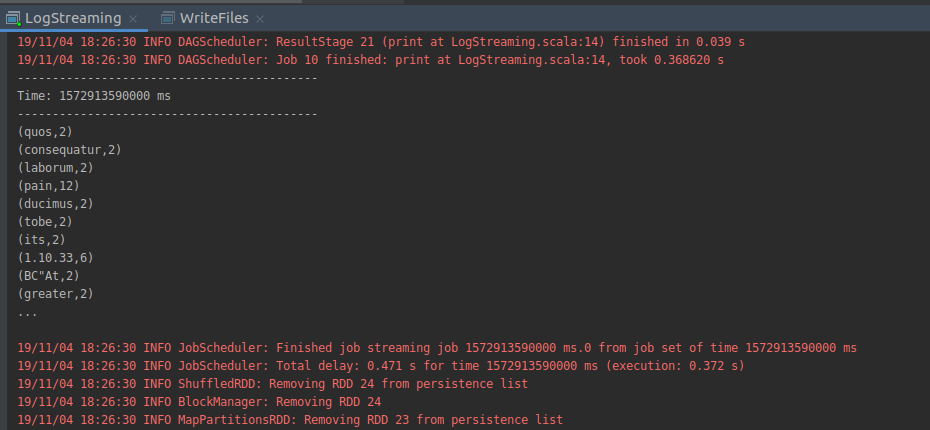 LogStreaming × WriteFiles ×
19/11/04 18:26:30 INFO DAGScheduler: ResultStage 21 (print at LogStreaming.scala:14) finished in 0.039 s
19/11/04 18:26:30 INFO DAGScheduler: Job 10 finished: print at LogStreaming.scala:14, took 0.368620 s
-------------------------------------------
Time: 1572913590000 ms
-------------------------------------------
(quos,2)
(consequatur,2)
(laborum,2)
(pain,12)
(ducimus,2)
(tobe,2)
(its,2)
(1.10.33,6)
(BC"At,2)
(greater,2)
...
19/11/04 18:26:30 INFO JobScheduler: Finished job streaming job 1572913590000 ms.0 from job set of time 1572913590000 ms
19/11/04 18:26:30 INFO JobScheduler: Total delay: 0.471 s for time 1572913590000 ms (execution: 0.372 s)
19/11/04 18:26:30 INFO ShuffledRDD: Removing RDD 24 from persistence list
19/11/04 18:26:30 INFO BlockManager: Removing RDD 24
19/11/04 18:26:30 INFO MapPartitionsRDD: Removing RDD 23 from persistence list